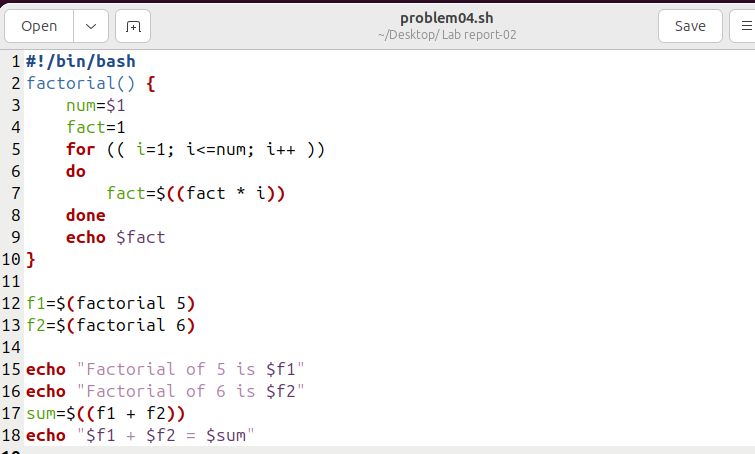 Open
problem04.sh
~/Desktop/ Lab report-02
Save
1 #!/bin/bash
2 factorial() {
3     num=$1
4     fact=1
5     for (( i=1; i<=num; i++ ))
6     do
7         fact=$((fact * i))
8     done
9     echo $fact
10 }
11
12 f1=$(factorial 5)
13 f2=$(factorial 6)
14
15 echo "Factorial of 5 is $f1"
16 echo "Factorial of 6 is $f2"
17 sum=$((f1 + f2))
18 echo "$f1 + $f2 = $sum"